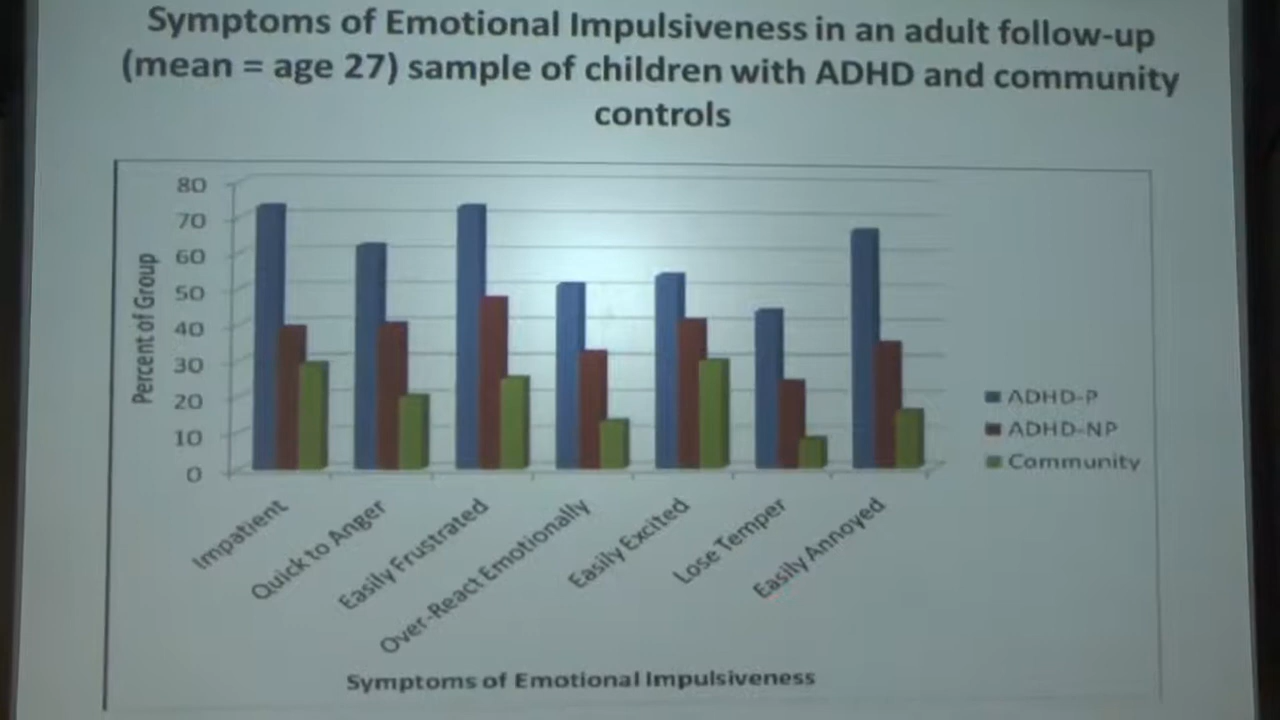 Symptoms of Emotional Impulsiveness in an adult follow-up
(mean = age 27) sample of children with ADHD and community
controls
80
70
60
50
40
30
20
10
0
Percent of Group
ADHD-P
ADHD-NP
Community
Impatient
Quick to Anger
Easily Frustrated
Over-React Emotionally
Easily Excited
Lose Temper
Easily Annoyed
Symptoms of Emotional Impulsiveness